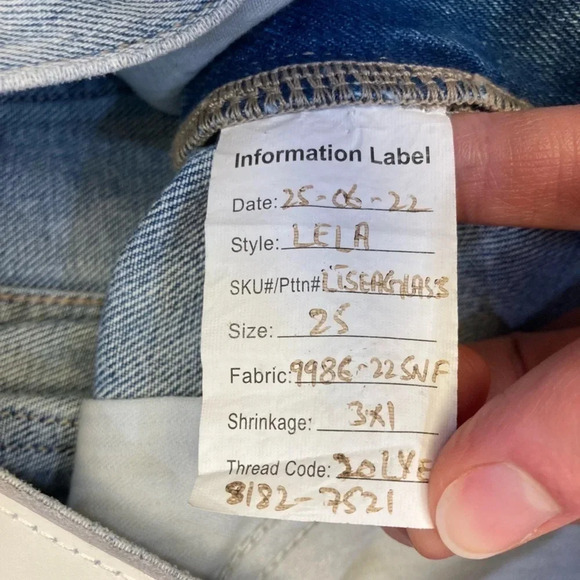 Information Label
Date: 25-06-22
Style: LELA
SKU#/Pttn#
Size: 25
Fabric: 9986-22SNF
Shrinkage: 3X1
Thread Code: 20LYE
8182-7521